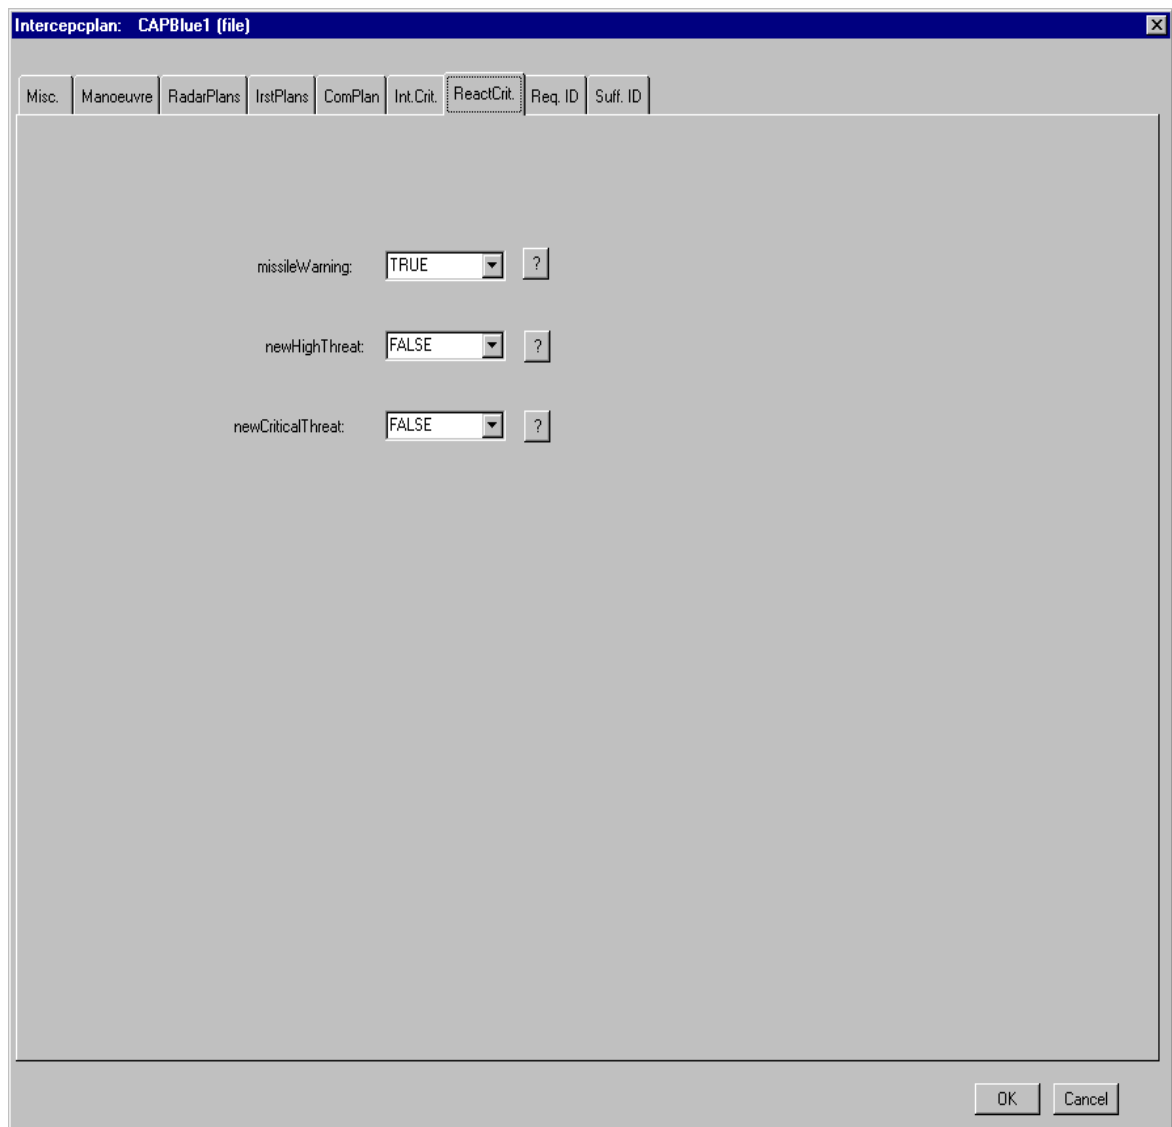 Intercepcplan: CAPBlue1 (file)
Misc. Manoeuvre RadarPlans IrstPlans ComPlan Int.Crit. ReactCrit. Req. ID Suff. ID
missileWarning: TRUE ?
newHighThreat: FALSE ?
newCriticalThreat: FALSE ?
OK Cancel